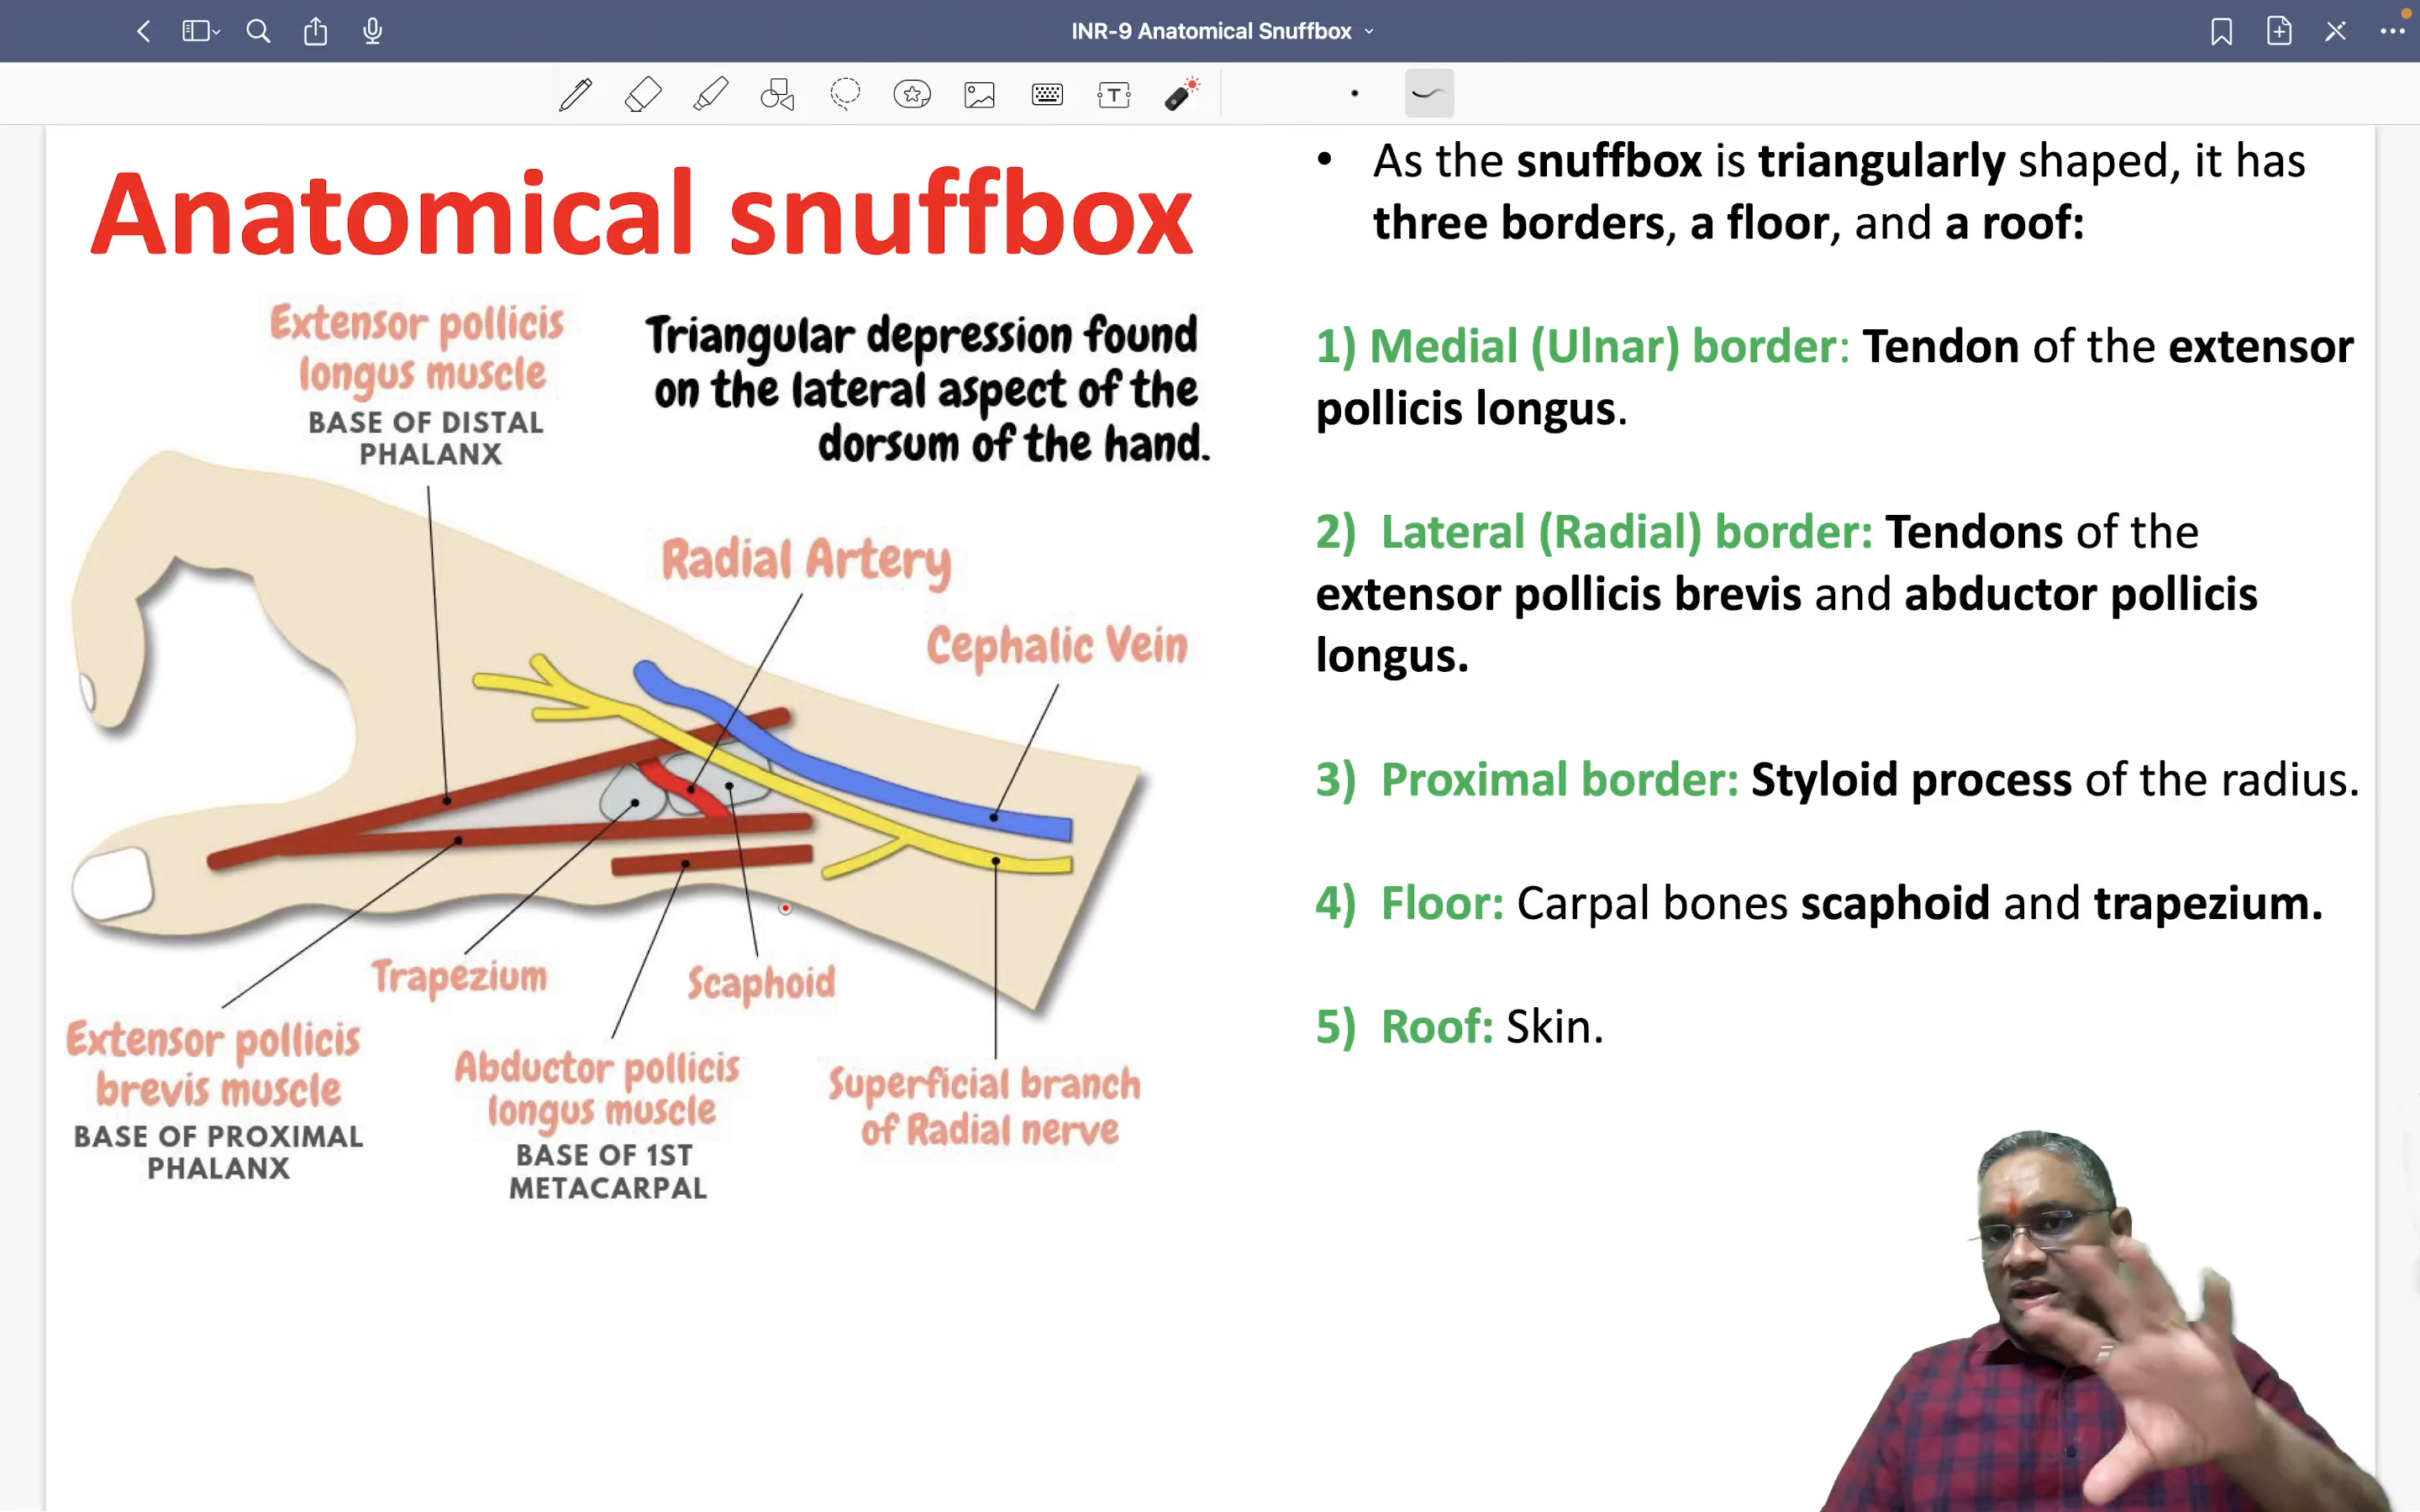 INR-9 Anatomical Snuffbox
T
Anatomical snuffbox
Extensor pollicis
longus muscle
BASE OF DISTAL
PHALANX
Triangular depression found
on the lateral aspect of the
dorsum of the hand.
Radial Artery
Cephalic Vein
Trapezium
Scaphoid
Extensor pollicis
brevis muscle
BASE OF PROXIMAL
PHALANX
Abductor pollicis
longus muscle
BASE OF 1ST
METACARPAL
Superficial branch
of Radial nerve
• As the snuffbox is triangularly shaped, it has
three borders, a floor, and a roof:
1) Medial (Ulnar) border: Tendon of the extensor
pollicis longus.
2) Lateral (Radial) border: Tendons of the
extensor pollicis brevis and abductor pollicis
longus.
3) Proximal border: Styloid process of the radius.
4) Floor: Carpal bones scaphoid and trapezium.
5) Roof: Skin.